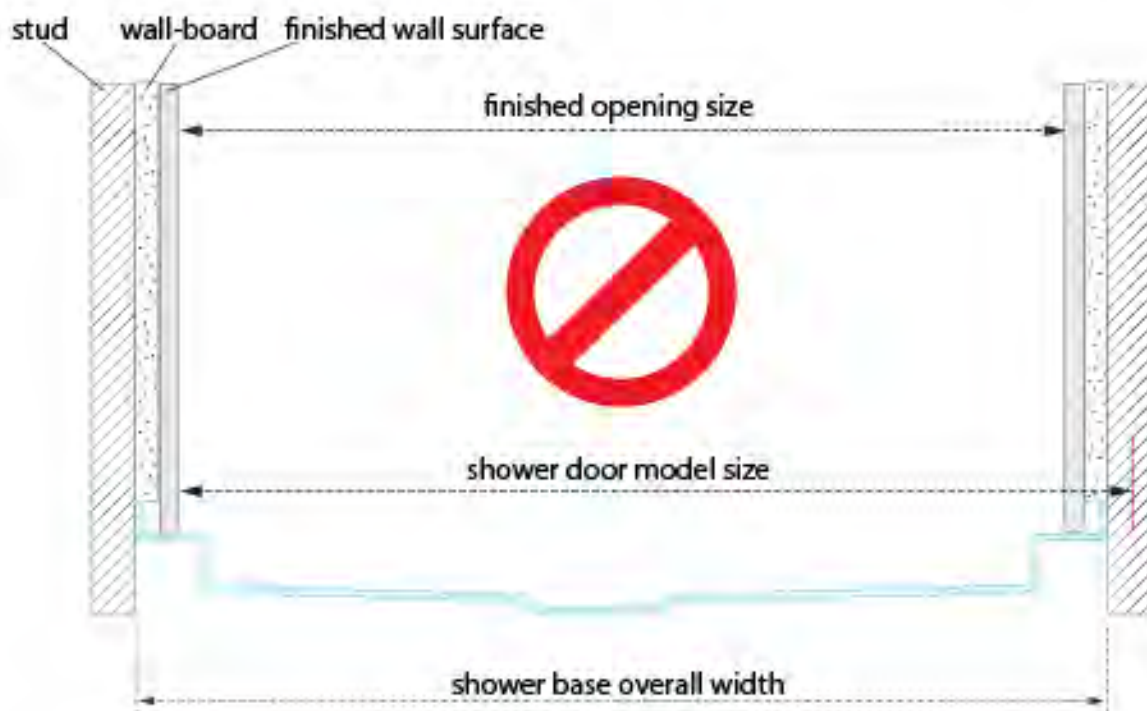 stud wall-board finished wall surface
finished opening size
shower door model size
shower base overall width